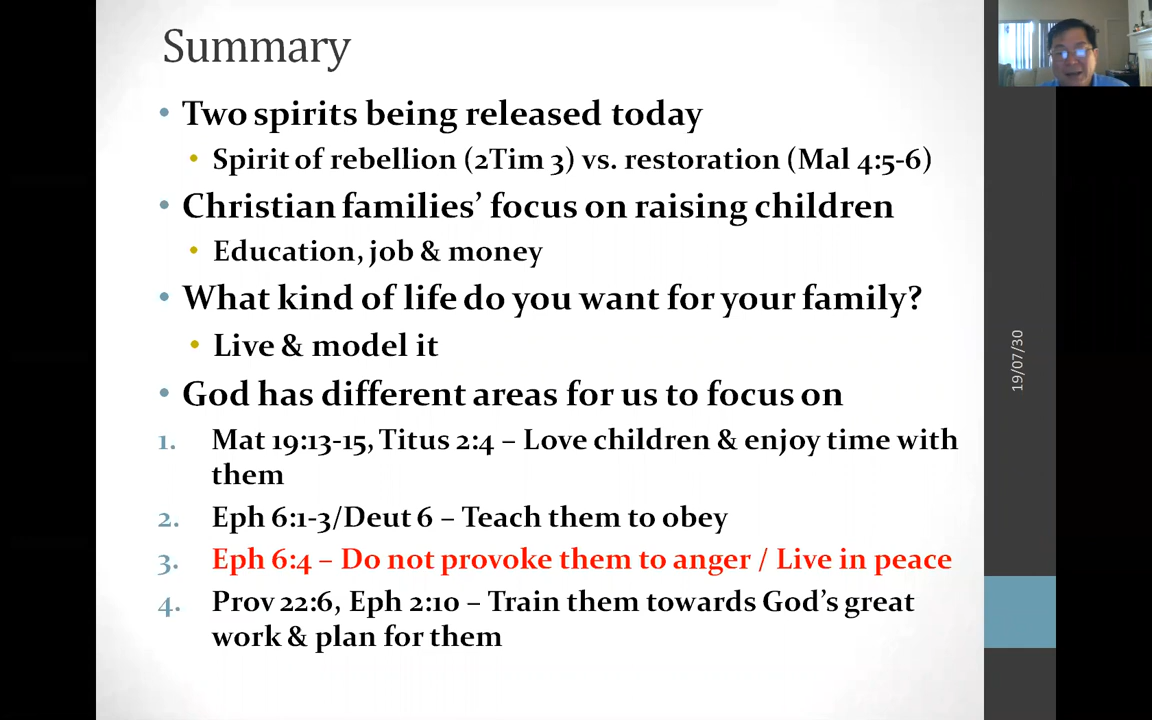 Summary
• Two spirits being released today
• Spirit of rebellion (2Tim 3) vs. restoration (Mal 4:5-6)
• Christian families’ focus on raising children
• Education, job & money
• What kind of life do you want for your family?
• Live & model it
• God has different areas for us to focus on
1. Mat 19:13-15, Titus 2:4 – Love children & enjoy time with
them
2. Eph 6:1-3/Deut 6 – Teach them to obey
3. Eph 6:4 – Do not provoke them to anger / Live in peace
4. Prov 22:6, Eph 2:10 – Train them towards God’s great
work & plan for them
19/07/30